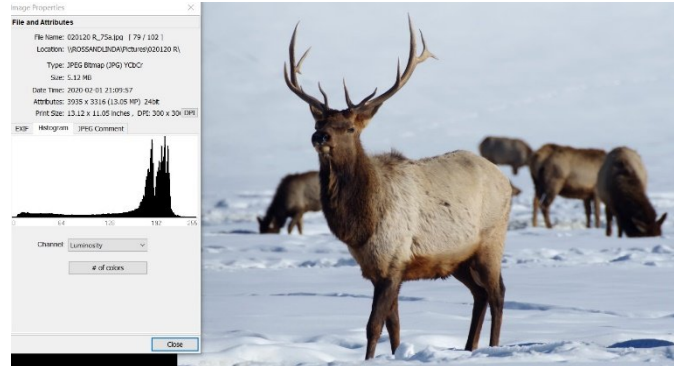 Image Properties
File and Attributes
File Name: 020120 R_75a.jpg [ 79 / 102 ]
Location: \\ROSSANDLINDA\Pictures\020120 R\
Type: JPEG Bitmap (JPG) YCbCr
Size: 5.12 MB
Date Time: 2020-02-01 21:09:57
Attributes: 3935 x 3316 (13.05 MP) 24bit
Print Size: 13.12 x 11.05 inches, DPI: 300 x 300 DPI
EXIF Histogram JPEG Comment
0 64 128 192 255
Channel: Luminosity
# of colors
Close